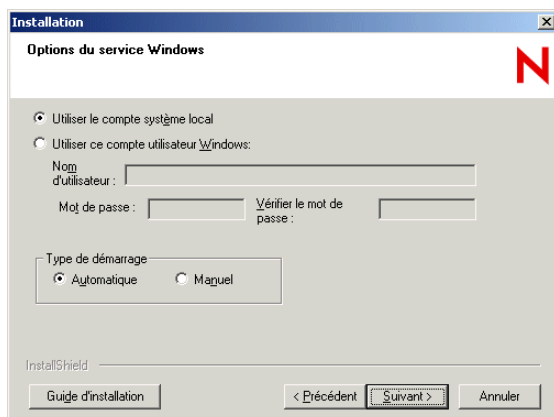 Installation
Options du service Windows
N
Utiliser le compte système local
Utiliser ce compte utilisateur Windows:
Nom
d'utilisateur :
Mot de passe :
Vérifier le mot de
passe :
Type de démarrage
Automatique
Manuel
InstallShield
Guide d'installation
< Précédent
Suivant >
Annuler